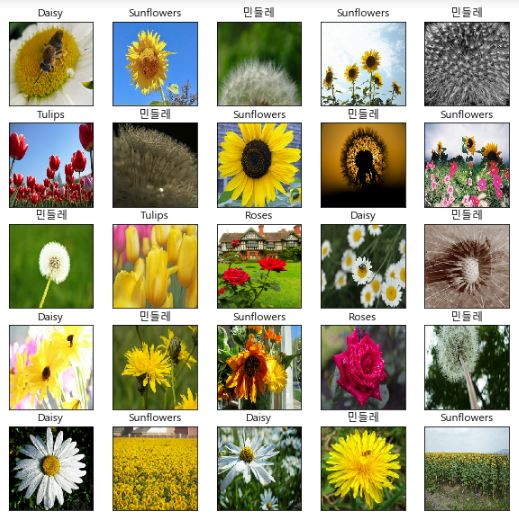 Daisy Sunflowers 민들레 Sunflowers 민들레
Tulips 민들레 Sunflowers 민들레 Sunflowers
민들레 Tulips Roses Daisy 민들레
Daisy 민들레 Sunflowers Roses 민들레
Daisy Sunflowers Daisy 민들레 Sunflowers